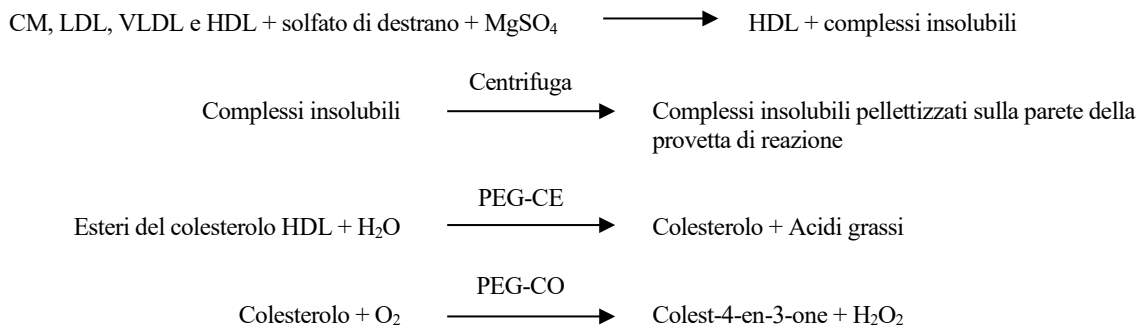 CM, LDL, VLDL e HDL + solfato di destrano + MgSO₄ ⟶ HDL + complessi insolubili
Centrifuga
Complessi insolubili ⟶ Complessi insolubili pellettizzati sulla parete della
provetta di reazione
PEG-CE
Esteri del colesterolo HDL + H₂O ⟶ Colesterolo + Acidi grassi
PEG-CO
Colesterolo + O₂ ⟶ Colest-4-en-3-one + H₂O₂